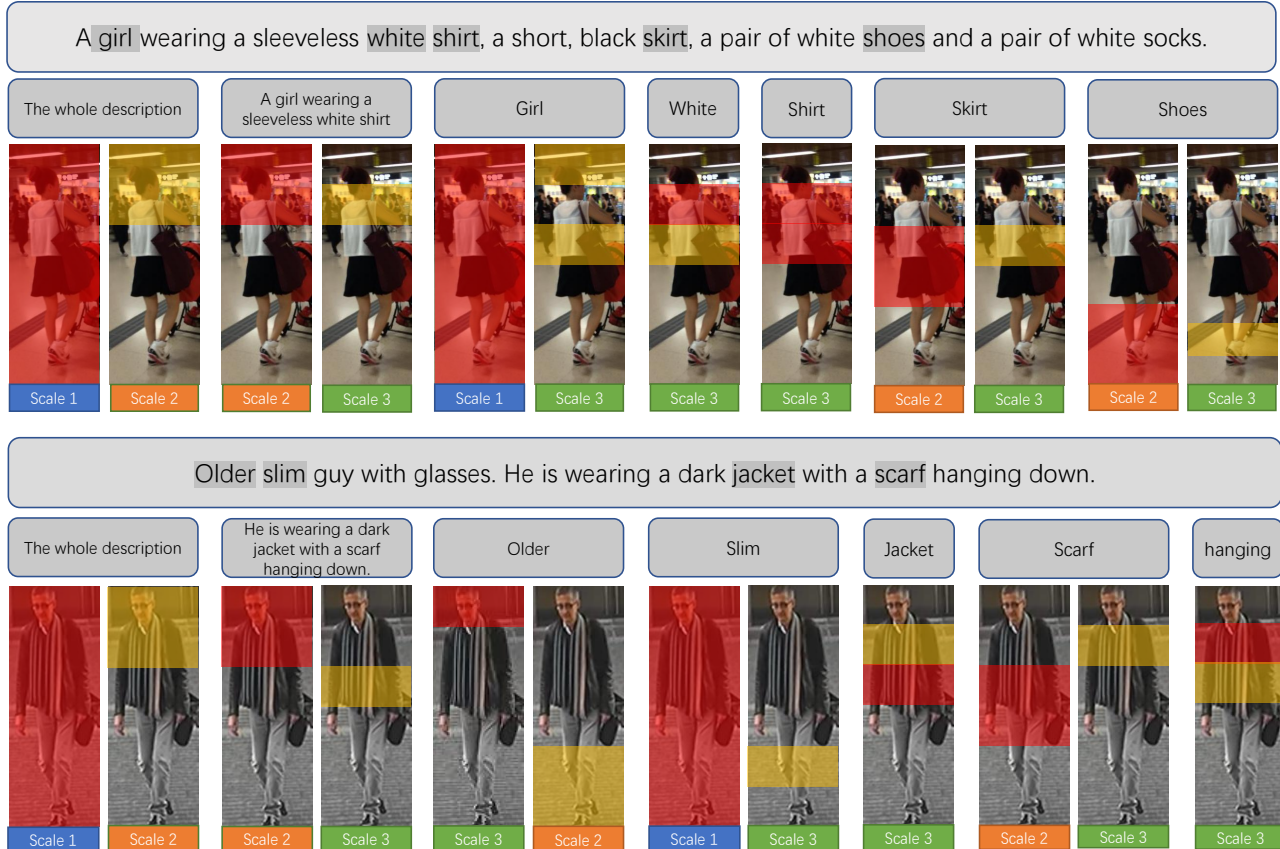 A girl wearing a sleeveless white shirt, a short, black skirt, a pair of white shoes and a pair of white socks.
The whole description
A girl wearing a
sleeveless white shirt
Girl
White
Shirt
Skirt
Shoes
Scale 1
Scale 2
Scale 2
Scale 3
Scale 1
Scale 3
Scale 3
Scale 3
Scale 2
Scale 3
Scale 2
Scale 3
Older slim guy with glasses. He is wearing a dark jacket with a scarf hanging down.
The whole description
He is wearing a dark
jacket with a scarf
hanging down.
Older
Slim
Jacket
Scarf
hanging
Scale 1
Scale 2
Scale 2
Scale 3
Scale 3
Scale 2
Scale 1
Scale 3
Scale 3
Scale 2
Scale 3
Scale 3